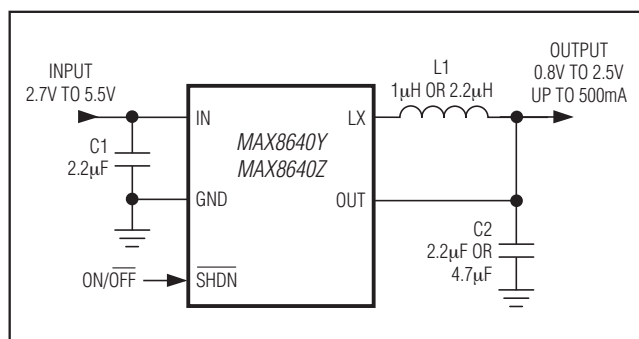 INPUT
2.7V TO 5.5V
C1
2.2µF
IN
GND
SHDN
ON/OFF
MAX8640Y
MAX8640Z
LX
OUT
L1
1µH OR 2.2µH
OUTPUT
0.8V TO 2.5V
UP TO 500mA
C2
2.2µF OR
4.7µF